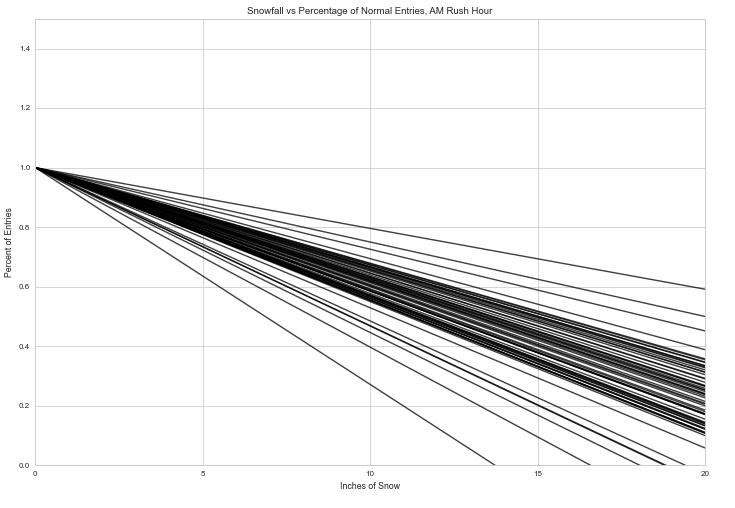 Snowfall vs Percentage of Normal Entries, AM Rush Hour
1.4
1.2
1.0
0.8
0.6
0.4
0.2
0.0
Percent of Entries
0 5 10 15 20
Inches of Snow